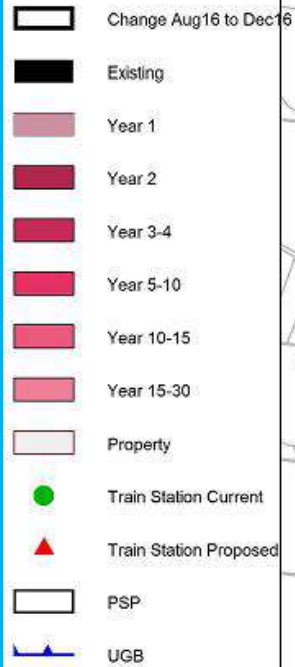 Change Aug16 to Dec16
Existing
Year 1
Year 2
Year 3-4
Year 5-10
Year 10-15
Year 15-30
Property
Train Station Current
Train Station Proposed
PSP
UGB